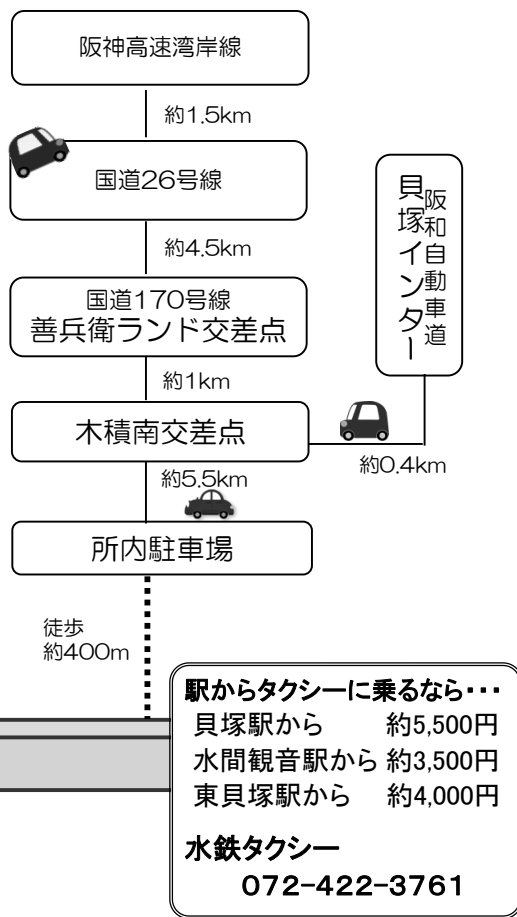 阪神高速湾岸線
約1.5km
国道26号線
約4.5km
国道170号線
善兵衛ランド交差点
約1km
阪和自動車道
貝塚インター
木積南交差点
約0.4km
約5.5km
所内駐車場
徒歩
約400m
駅からタクシーに乗るなら・・・
貝塚駅から 約5,500円
水間観音駅から 約3,500円
東貝塚駅から 約4,000円
水鉄タクシー
072-422-3761